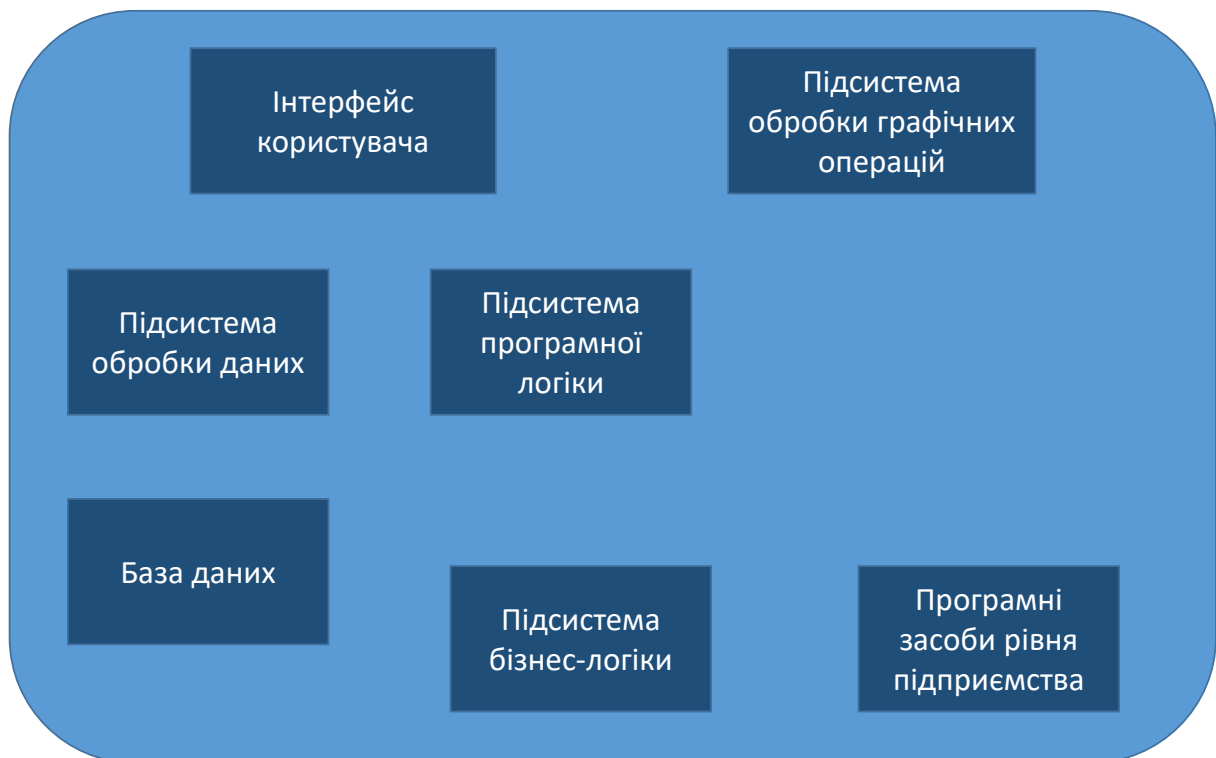 Інтерфейс
користувача
Підсистема
обробки графічних
операцій
Підсистема
обробки даних
Підсистема
програмної
логіки
База даних
Підсистема
бізнес-логіки
Програмні
засоби рівня
підприємства